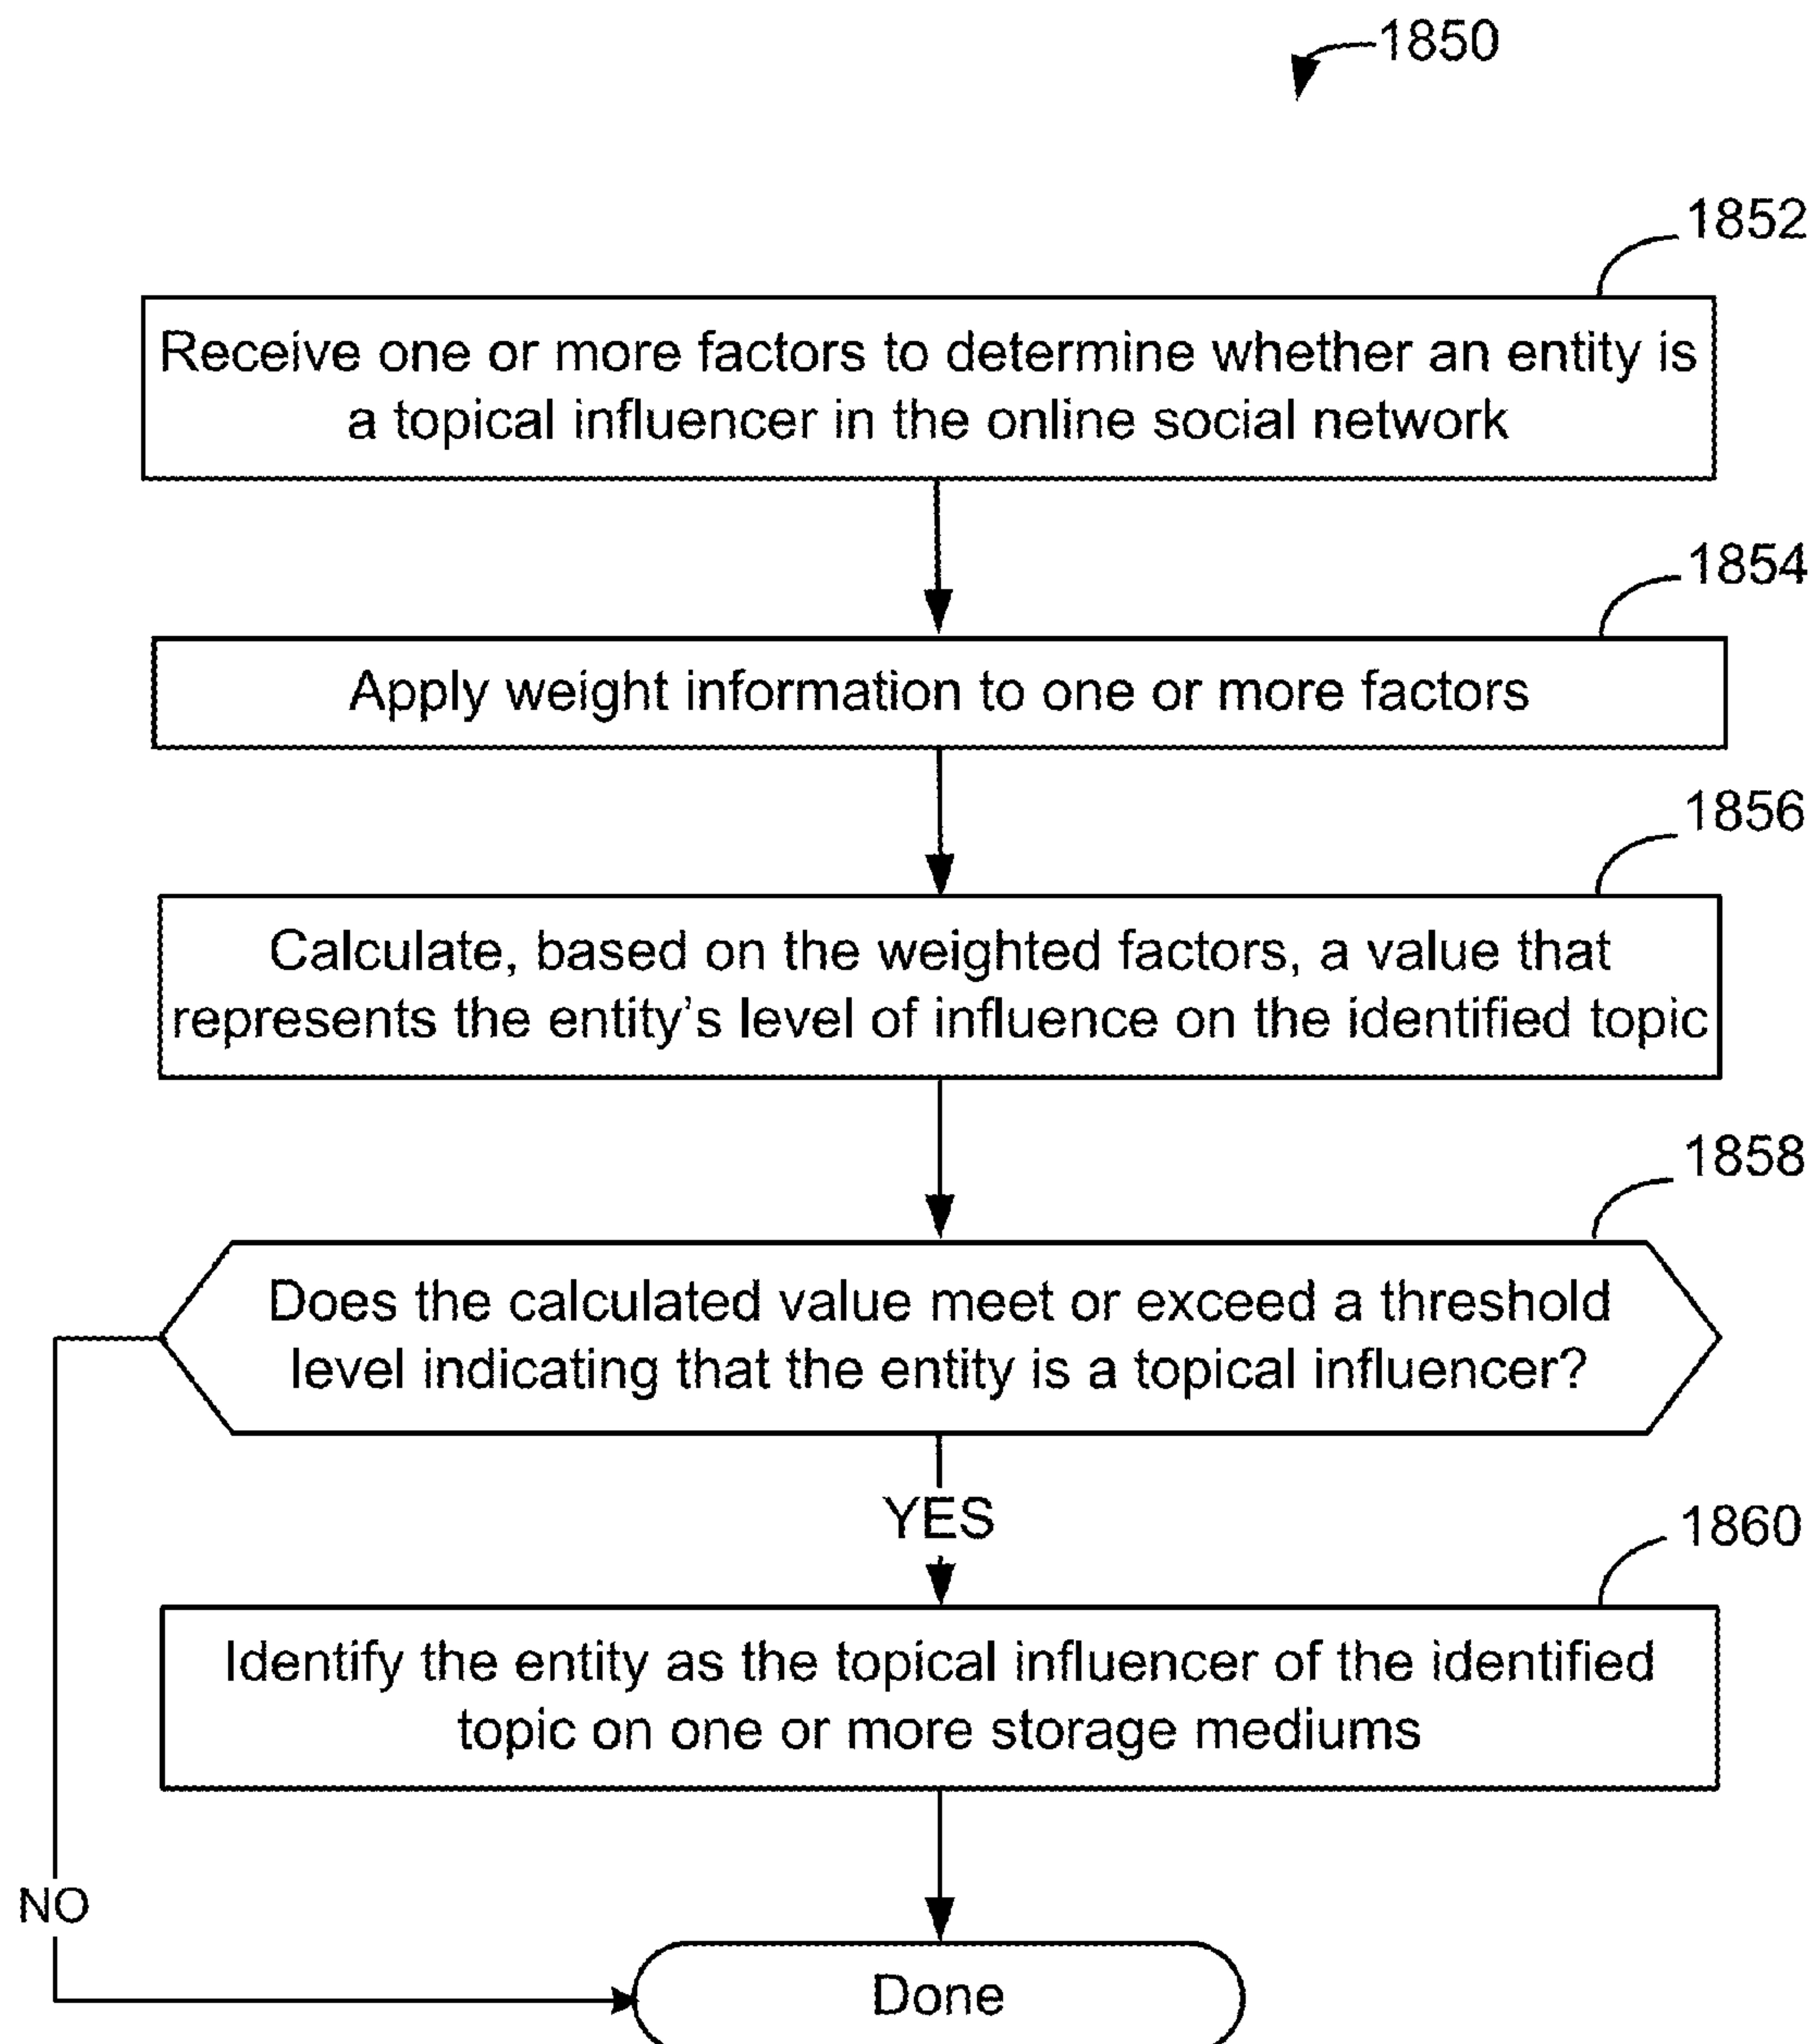 1850
1852
Receive one or more factors to determine whether an entity is
a topical influencer in the online social network
1854
Apply weight information to one or more factors
1856
Calculate, based on the weighted factors, a value that
represents the entity’s level of influence on the identified topic
1858
Does the calculated value meet or exceed a threshold
level indicating that the entity is a topical influencer?
YES
1860
Identify the entity as the topical influencer of the identified
topic on one or more storage mediums
NO
Done